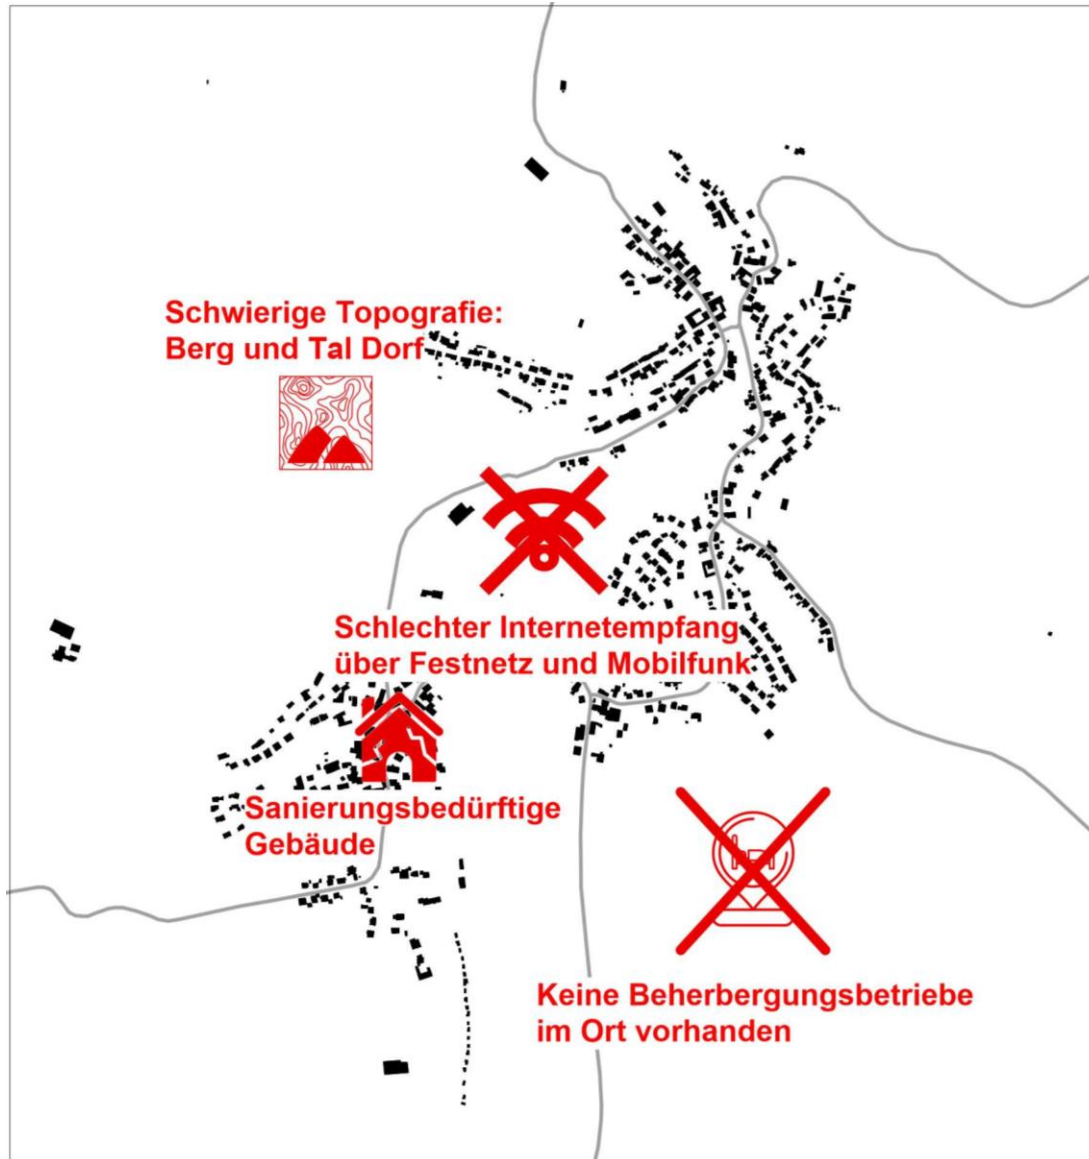 Schwierige Topografie:
Berg und Tal Dorf
Schlechter Internetempfang
über Festnetz und Mobilfunk
Sanierungsbedürftige
Gebäude
Keine Beherbergungsbetriebe
im Ort vorhanden